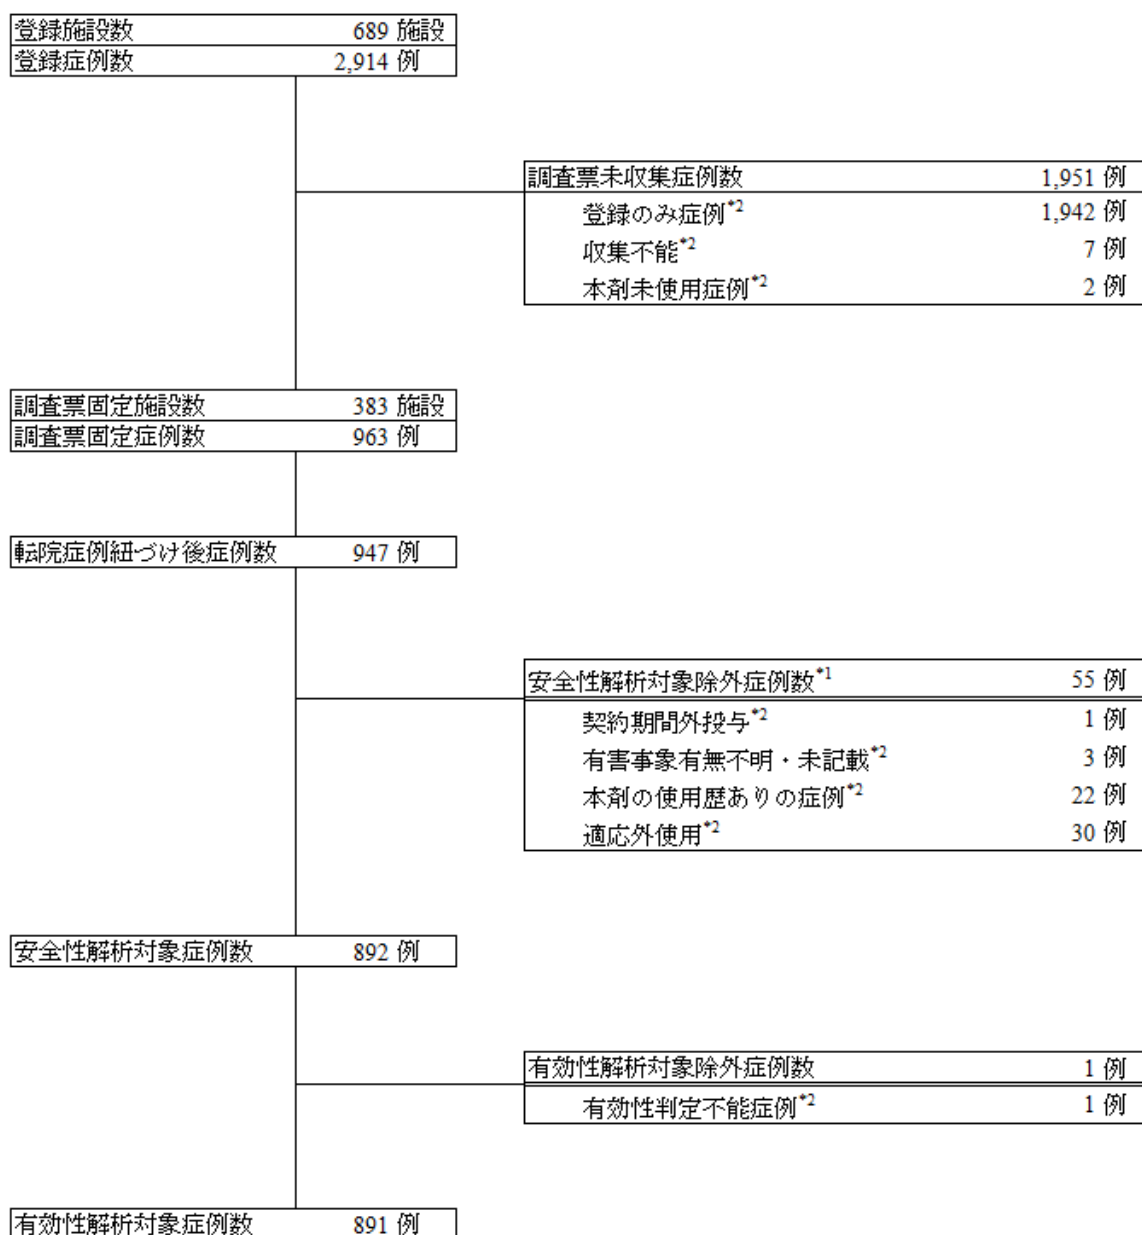 登録施設数 689 施設
登録症例数 2,914 例
調査票未収集症例数 1,951 例
登録のみ症例*2 1,942 例
収集不能*2 7 例
本剤未使用症例*2 2 例
調査票固定施設数 383 施設
調査票固定症例数 963 例
転院症例紐づけ後症例数 947 例
安全性解析対象除外症例数*1 55 例
契約期間外投与*2 1 例
有害事象有無不明・未記載*2 3 例
本剤の使用歴ありの症例*2 22 例
適応外使用*2 30 例
安全性解析対象症例数 892 例
有効性解析対象除外症例数 1 例
有効性判定不能症例*2 1 例
有効性解析対象症例数 891 例